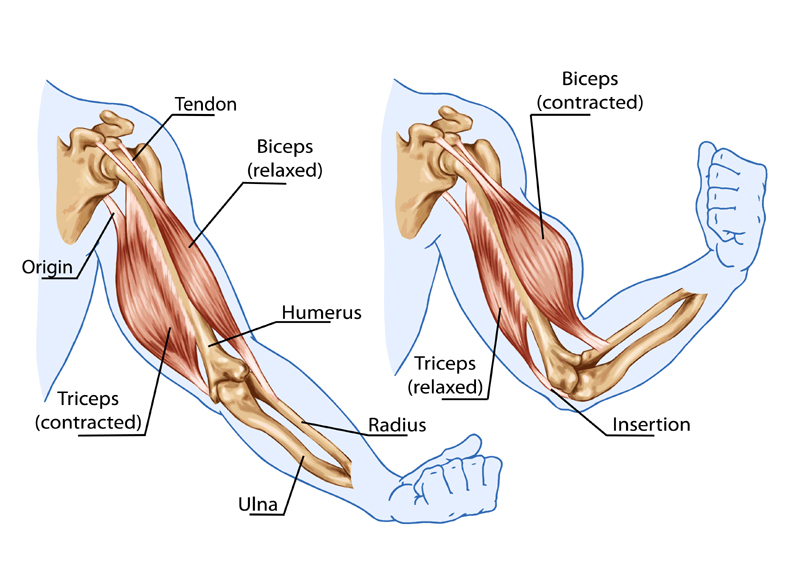 Tendon
Biceps
(relaxed)
Origin
Humerus
Triceps
(contracted)
Radius
Ulna
Biceps
(contracted)
Triceps
(relaxed)
Insertion